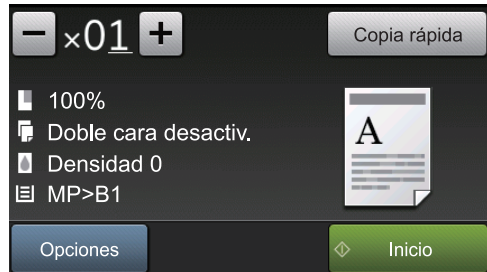 ×01
Copia rápida
100%
Doble cara desactiv.
Densidad 0
MP>B1
A
Opciones
Inicio